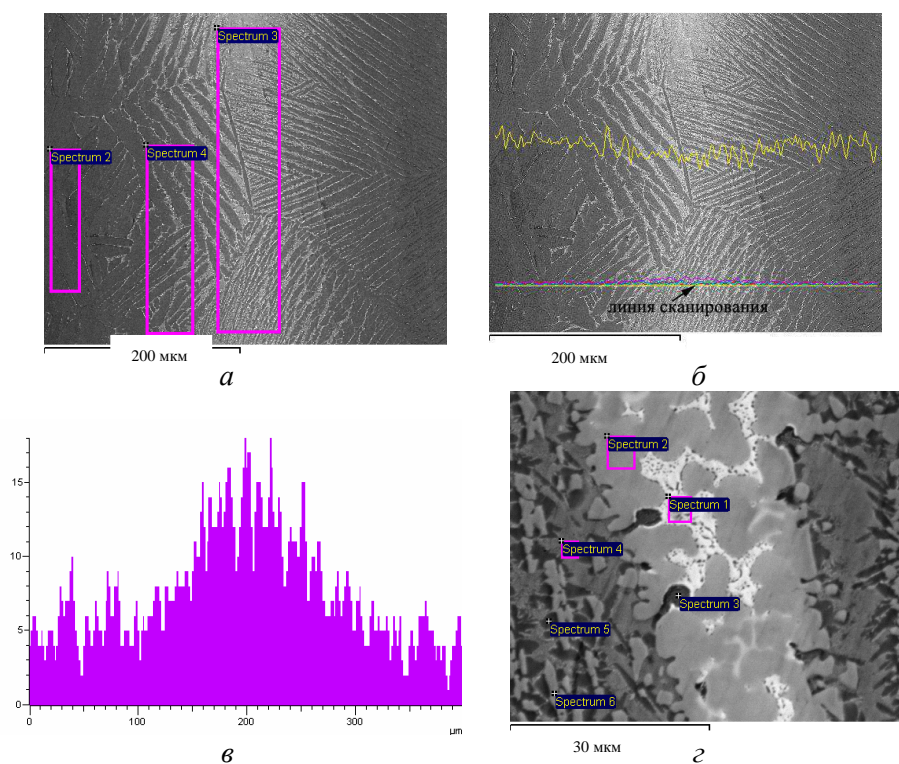 Spectrum 3
Spectrum 2
Spectrum 4
200 мкм
а
линия сканирования
200 мкм
б
15
10
5
0
0
100
200
300
µm
в
Spectrum 2
Spectrum 1
Spectrum 4
Spectrum 3
Spectrum 5
Spectrum 6
30 мкм
г